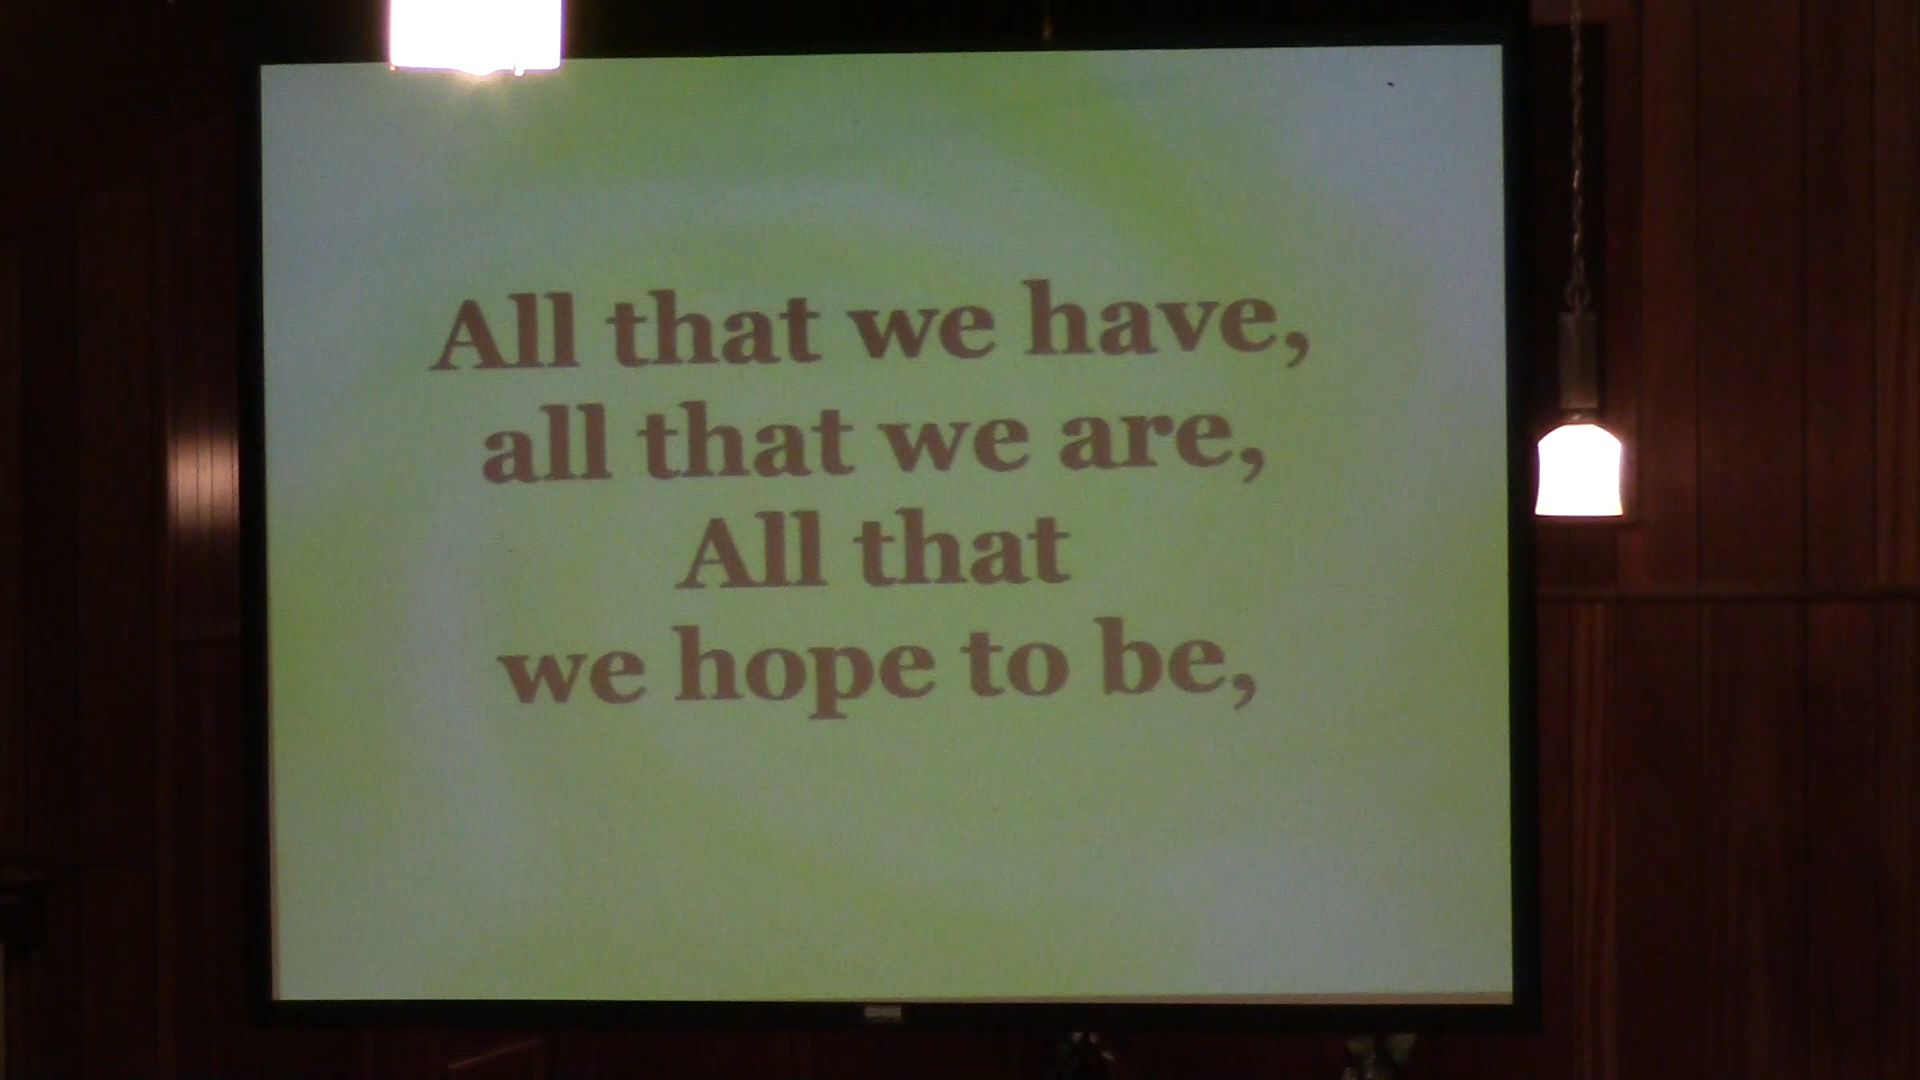 All that we have,
all that we are,
All that
we hope to be,